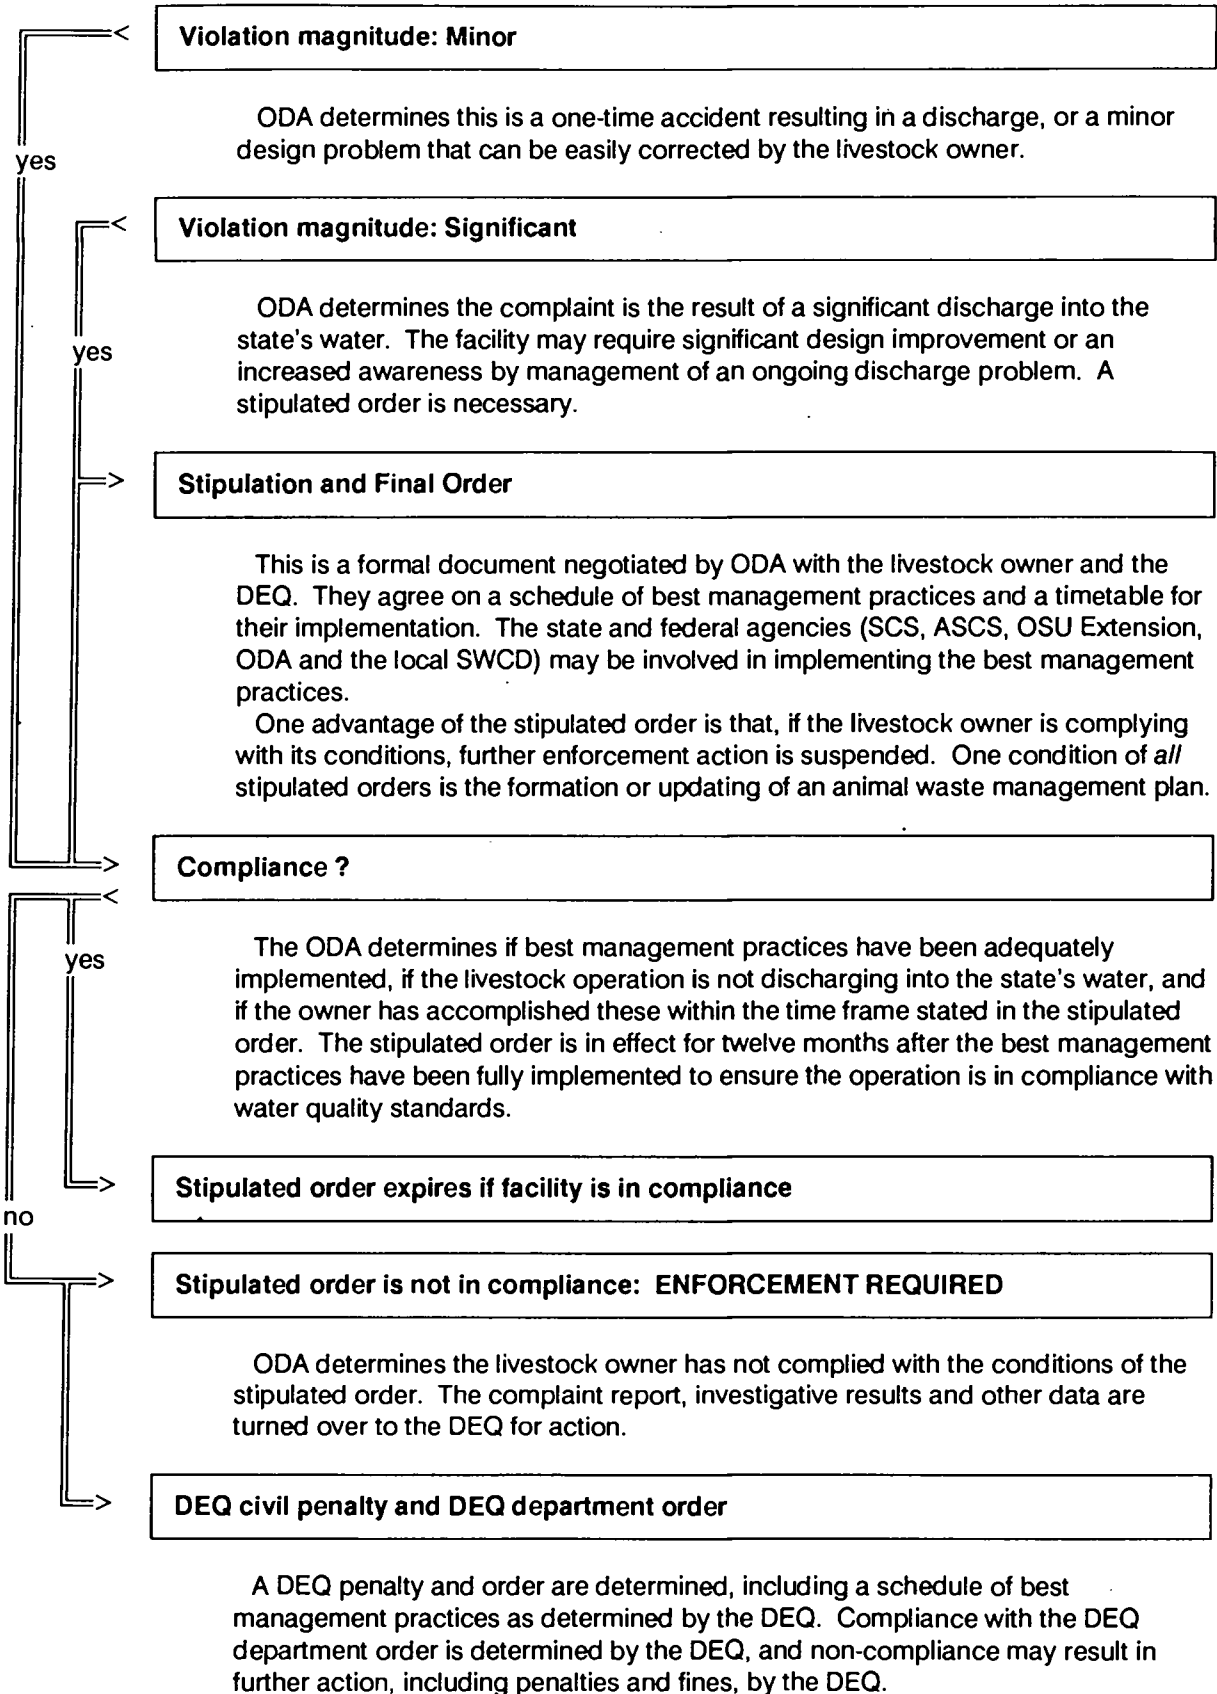 Violation magnitude: Minor
ODA determines this is a one-time accident resulting in a discharge, or a minor
design problem that can be easily corrected by the livestock owner.
yes
Violation magnitude: Significant
ODA determines the complaint is the result of a significant discharge into the
state's water. The facility may require significant design improvement or an
increased awareness by management of an ongoing discharge problem. A
stipulated order is necessary.
yes
Stipulation and Final Order
This is a formal document negotiated by ODA with the livestock owner and the
DEQ. They agree on a schedule of best management practices and a timetable for
their implementation. The state and federal agencies (SCS, ASCS, OSU Extension,
ODA and the local SWCD) may be involved in implementing the best management
practices.
One advantage of the stipulated order is that, if the livestock owner is complying
with its conditions, further enforcement action is suspended. One condition of all
stipulated orders is the formation or updating of an animal waste management plan.
Compliance ?
yes
The ODA determines if best management practices have been adequately
implemented, if the livestock operation is not discharging into the state's water, and
if the owner has accomplished these within the time frame stated in the stipulated
order. The stipulated order is in effect for twelve months after the best management
practices have been fully implemented to ensure the operation is in compliance with
water quality standards.
Stipulated order expires if facility is in compliance
no
Stipulated order is not in compliance: ENFORCEMENT REQUIRED
ODA determines the livestock owner has not complied with the conditions of the
stipulated order. The complaint report, investigative results and other data are
turned over to the DEQ for action.
DEQ civil penalty and DEQ department order
A DEQ penalty and order are determined, including a schedule of best
management practices as determined by the DEQ. Compliance with the DEQ
department order is determined by the DEQ, and non-compliance may result in
further action, including penalties and fines, by the DEQ.